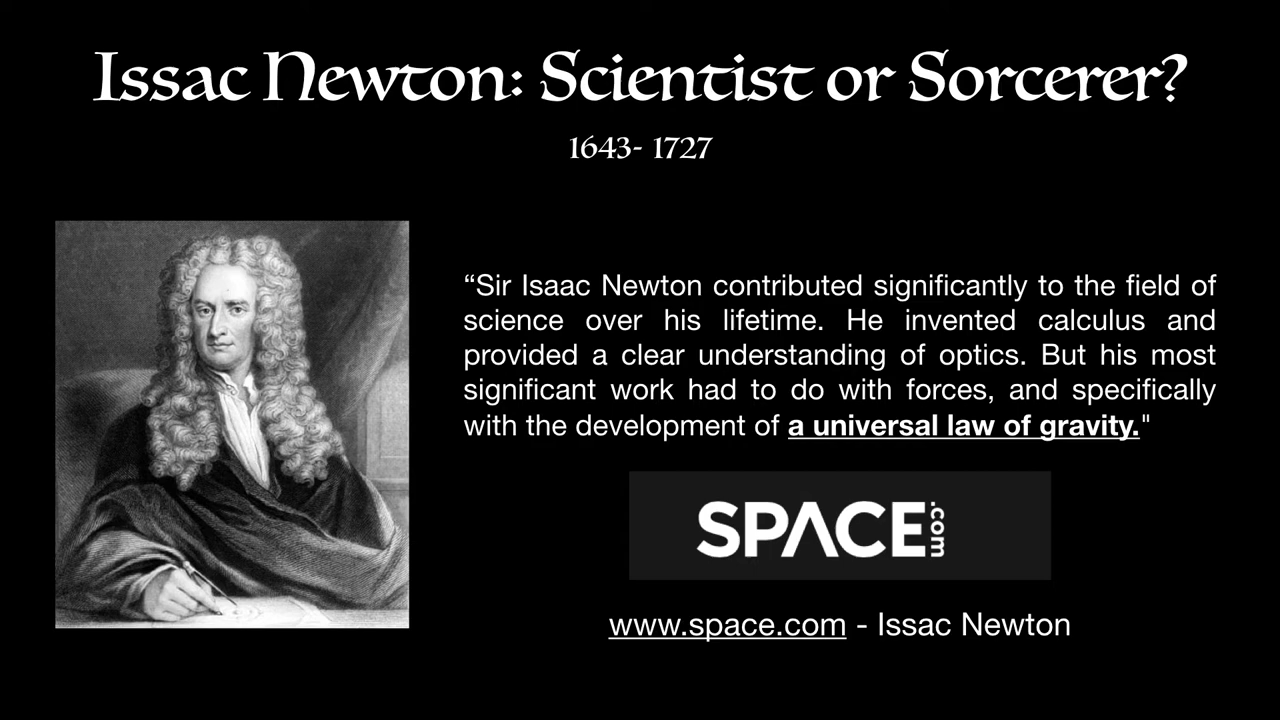 Issac Newton: Scientist or Sorcerer?
1643- 1727
“Sir Isaac Newton contributed significantly to the field of
science over his lifetime. He invented calculus and
provided a clear understanding of optics. But his most
significant work had to do with forces, and specifically
with the development of a universal law of gravity."
SPACE.com
www.space.com - Issac Newton